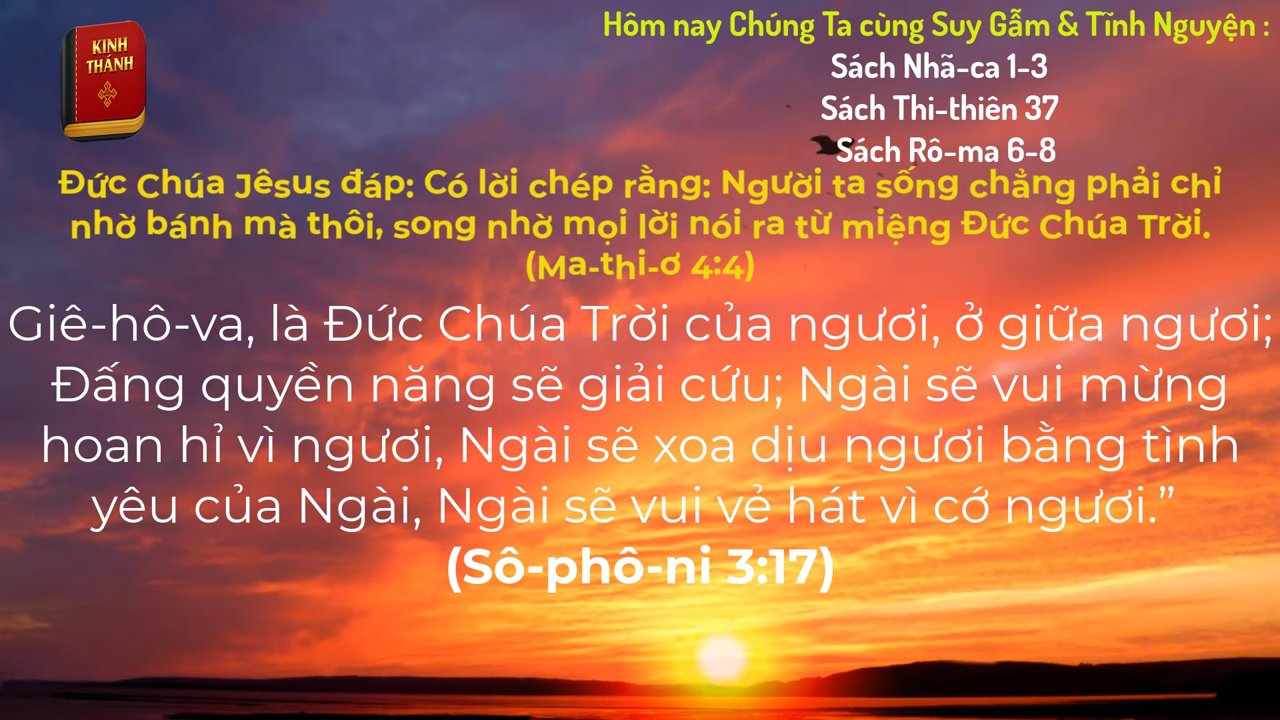 KINH
THÁNH
Hôm nay Chúng Ta cùng Suy Gẫm & Tĩnh Nguyện :
Sách Nhã-ca 1-3
Sách Thi-thiên 37
Sách Rô-ma 6-8
Đức Chúa Jêsus đáp: Có lời chép rằng: Người ta sống chẳng phải chỉ
nhờ bánh mà thôi, song nhờ mọi lời nói ra từ miệng Đức Chúa Trời.
(Ma-thi-ơ 4:4)
Giê-hô-va, là Đức Chúa Trời của ngươi, ở giữa ngươi;
Đấng quyền năng sẽ giải cứu; Ngài sẽ vui mừng
hoan hỉ vì ngươi, Ngài sẽ xoa dịu ngươi bằng tình
yêu của Ngài, Ngài sẽ vui vẻ hát vì cớ ngươi.”
(Sô-phô-ni 3:17)